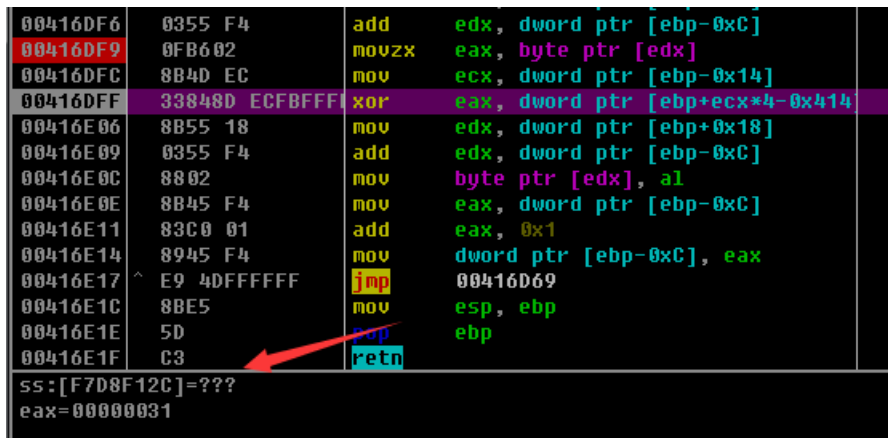 00416DF6 0355 F4 add edx, dword ptr [ebp-0xC]
00416DF9 0FB602 movzx eax, byte ptr [edx]
00416DFC 8B4D EC mov ecx, dword ptr [ebp-0x14]
00416DFF 33848D ECFBFFF xor eax, dword ptr [ebp+ecx*4-0x414]
00416E06 8B55 18 mov edx, dword ptr [ebp+0x18]
00416E09 0355 F4 add edx, dword ptr [ebp-0xC]
00416E0C 8802 mov byte ptr [edx], al
00416E0E 8B45 F4 mov eax, dword ptr [ebp-0xC]
00416E11 83C0 01 add eax, 0x1
00416E14 8945 F4 mov dword ptr [ebp-0xC], eax
00416E17 ^ E9 4DFFFFFF jmp 00416D69
00416E1C 8BE5 mov esp, ebp
00416E1E 5D pop ebp
00416E1F C3 retn
ss:[F7D8F12C]=???
eax=00000031